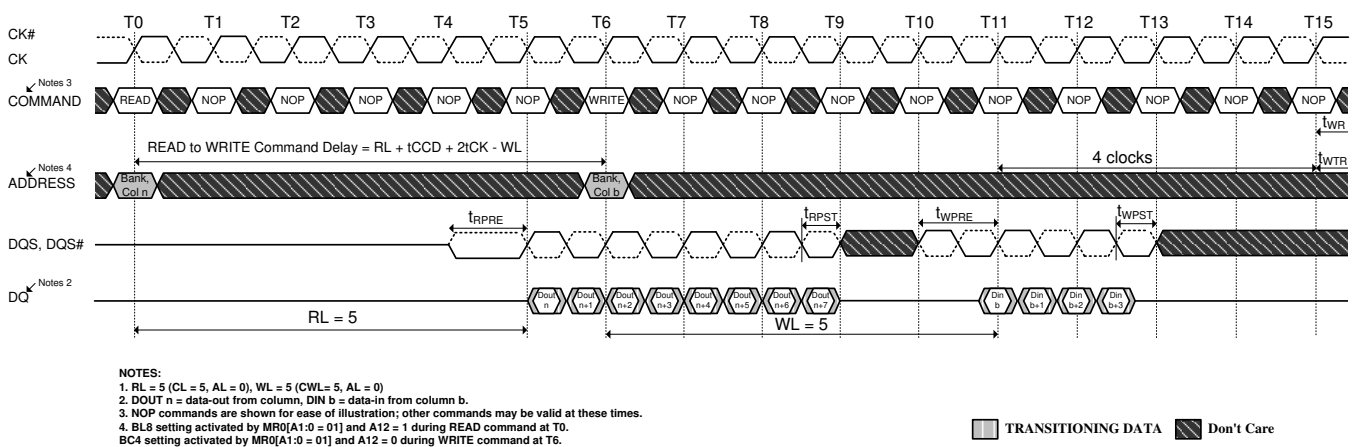 T0 T1 T2 T3 T4 T5 T6 T7 T8 T9 T10 T11 T12 T13 T14 T15
CK#
CK
Notes 3
COMMAND READ NOP NOP NOP NOP NOP WRITE NOP NOP NOP NOP NOP NOP NOP NOP NOP
tWR
READ to WRITE Command Delay = RL + tCCD + 2tCK - WL
4 clocks tWTR
Notes 4
ADDRESS Bank, Col n Bank, Col b
tRPRE tRPST tWPRE tWPST
DQS, DQS#
Notes 2
DQ Dout n Dout n+1 Dout n+2 Dout n+3 Dout n+4 Dout n+5 Dout n+6 Dout n+7 Din b Din b+1 Din b+2 Din b+3
RL = 5 WL = 5
NOTES:
1. RL = 5 (CL = 5, AL = 0), WL = 5 (CWL= 5, AL = 0)
2. DOUT n = data-out from column, DIN b = data-in from column b.
3. NOP commands are shown for ease of illustration; other commands may be valid at these times.
4. BL8 setting activated by MR0[A1:0 = 01] and A12 = 1 during READ command at T0.
BC4 setting activated by MR0[A1:0 = 01] and A12 = 0 during WRITE command at T6.
TRANSITIONING DATA Don't Care